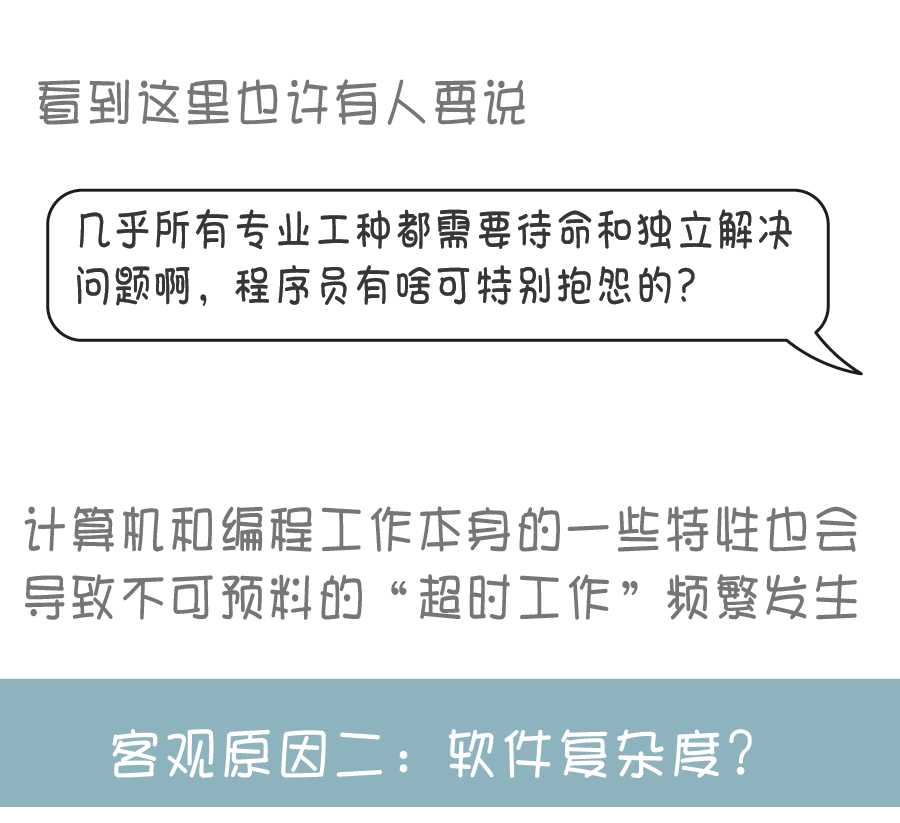 看到这里也许有人要说
几乎所有专业工种都需要待命和独立解决
问题啊，程序员有啥可特别抱怨的？
计算机和编程工作本身的一些特性也会
导致不可预料的“超时工作”频繁发生
客观原因二：软件复杂度？